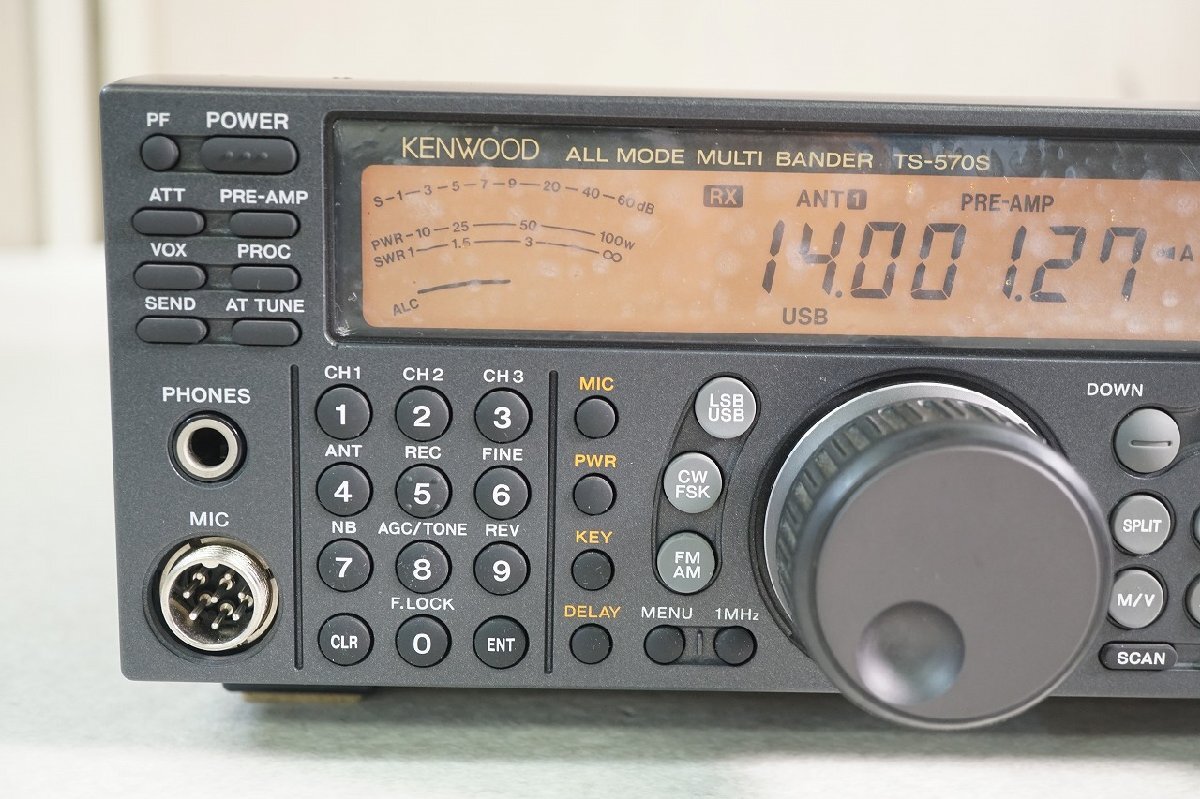 PF POWER
ATT PRE-AMP
VOX PROC
SEND AT TUNE
PHONES
MIC
KENWOOD ALL MODE MULTI BANDER TS-570S
S-1-3-5-7-9-20-40-60dB
PWR-10-25 50 100W
SWR 1 1.5 3 ∞
ALC
RX ANT 1 PRE-AMP
14.001.27 ◄A
USB
CH1 CH2 CH3
1 2 3
ANT REC FINE
4 5 6
NB AGC/TONE REV
7 8 9
F.LOCK
CLR 0 ENT
MIC
PWR
KEY
DELAY
LSB
USB
CW
FSK
FM
AM
MENU 1MHz
DOWN
SPLIT
M/V
SCAN